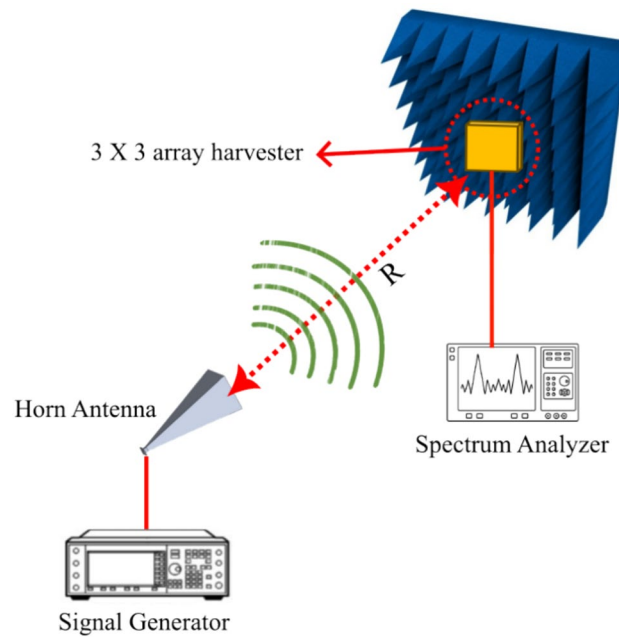 3 X 3 array harvester
R
Horn Antenna
Spectrum Analyzer
Signal Generator